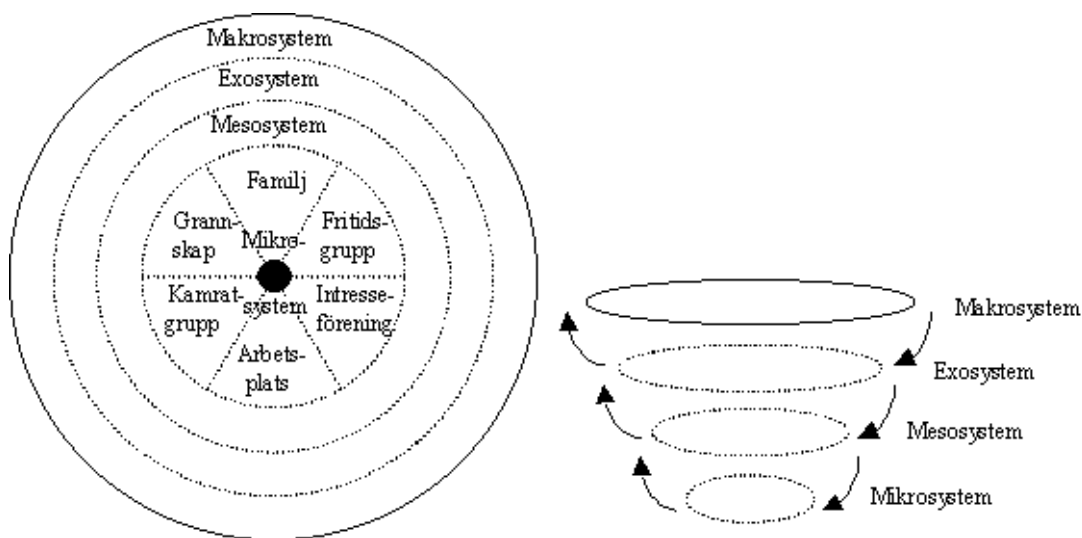 Makrosystem
Exosystem
Mesosystem
Familj
Grann-
skap
Mikro-
Fritids-
grupp
Kamrat-
grupp
system
Intresse-
förening
Arbets-
plats
Makrosystem
Exosystem
Mesosystem
Mikrosystem